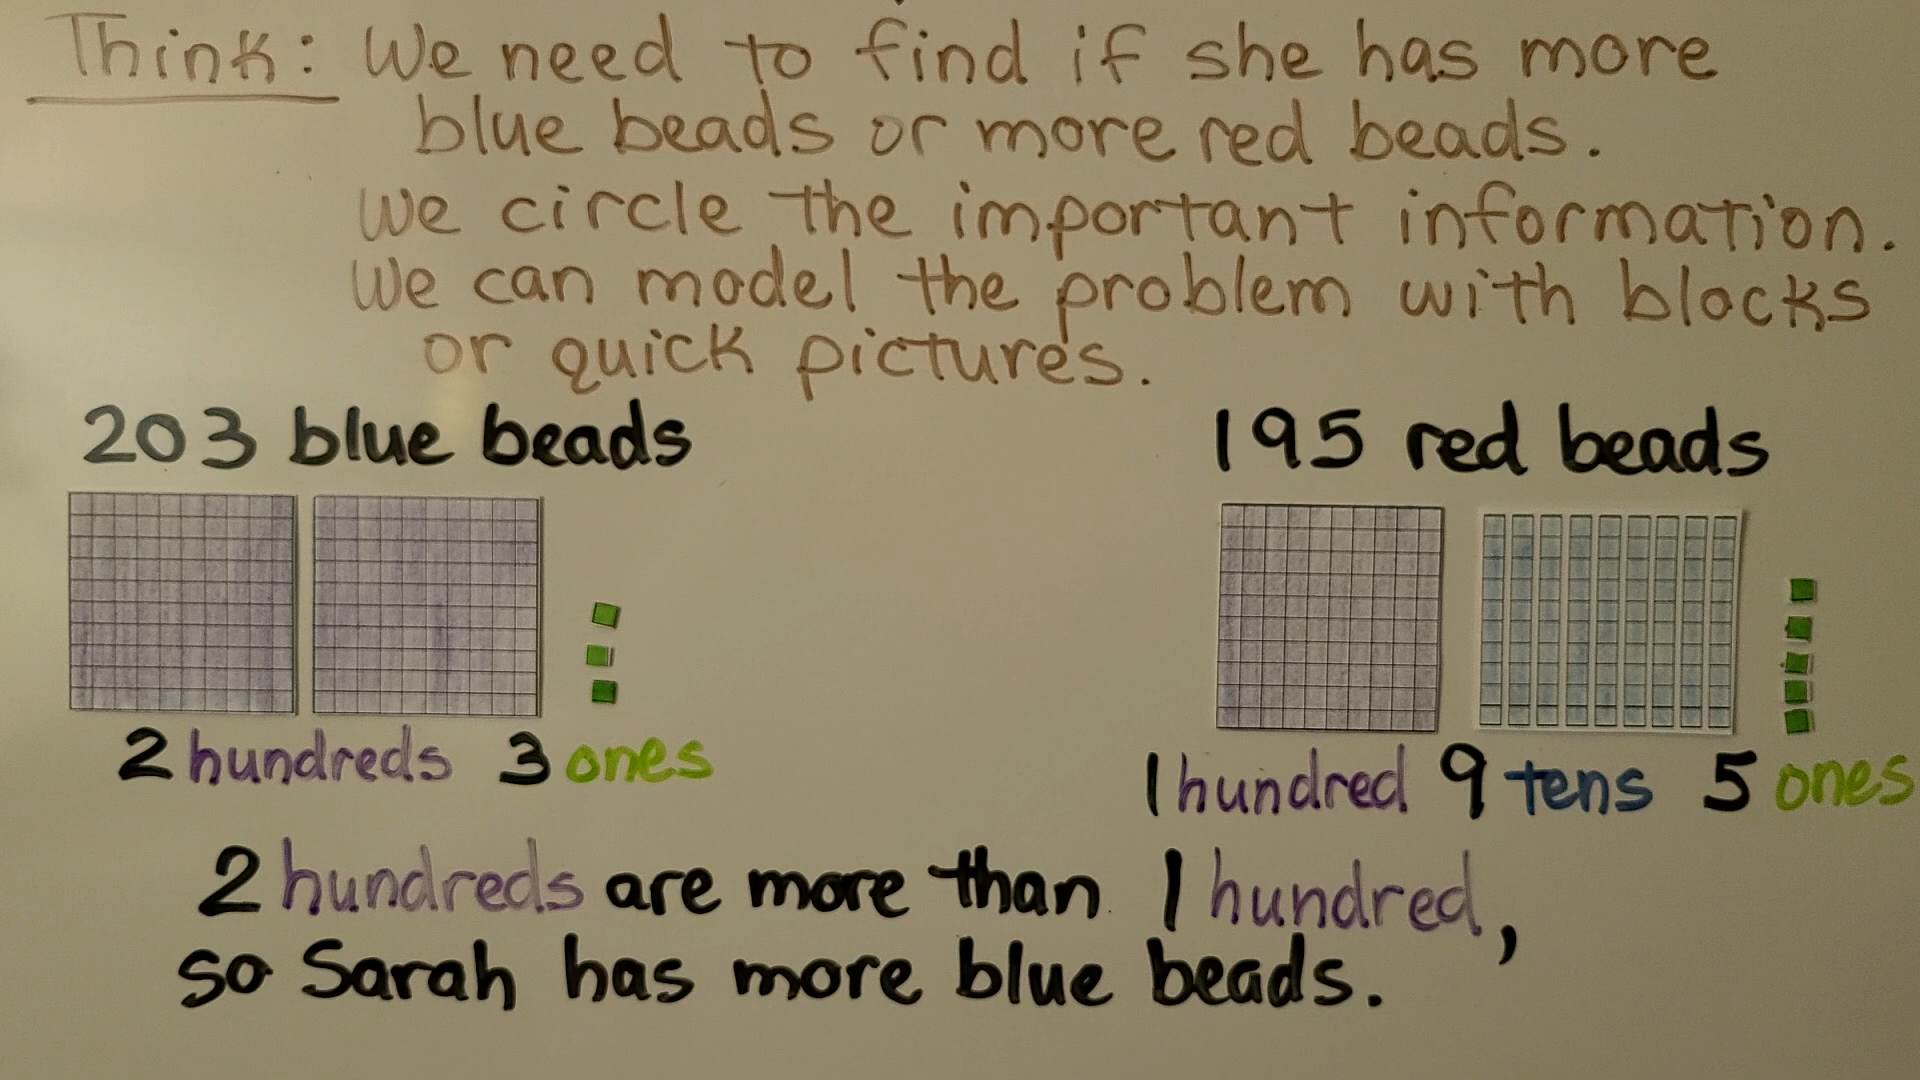 Think: We need to find if she has more
blue beads or more red beads.
We circle the important information.
We can model the problem with blocks
or quick pictures.
203 blue beads
195 red beads
2 hundreds 3 ones
1 hundred 9 tens 5 ones
2 hundreds are more than 1 hundred,
so Sarah has more blue beads.